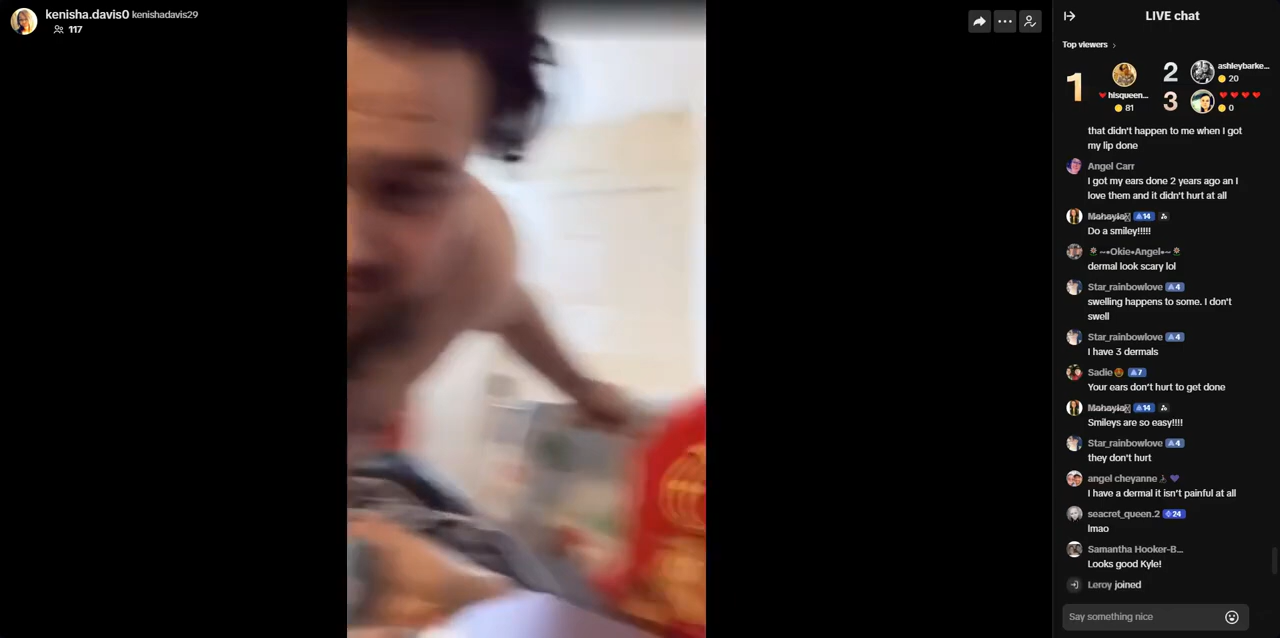 kenisha.davis0 kenishadavis29
117
LIVE chat
Top viewers
1
hisqueen...
81
2
ashleybarke...
20
3
0
that didn't happen to me when I got
my lip done
Angel Carr
I got my ears done 2 years ago an I
love them and it didn't hurt at all
Mahayla 14
Do a smiley!!!!!
~•Okie•Angel•~
dermal look scary lol
Star_rainbowlove 4
swelling happens to some. I don't
swell
Star_rainbowlove 4
I have 3 dermals
Sadie 7
Your ears don't hurt to get done
Mahayla 14
Smileys are so easy!!!!
Star_rainbowlove 4
they don't hurt
angel cheyanne
I have a dermal it isn't painful at all
seacret_queen.2 24
lmao
Samantha Hooker-B...
Looks good Kyle!
Leroy joined
Say something nice